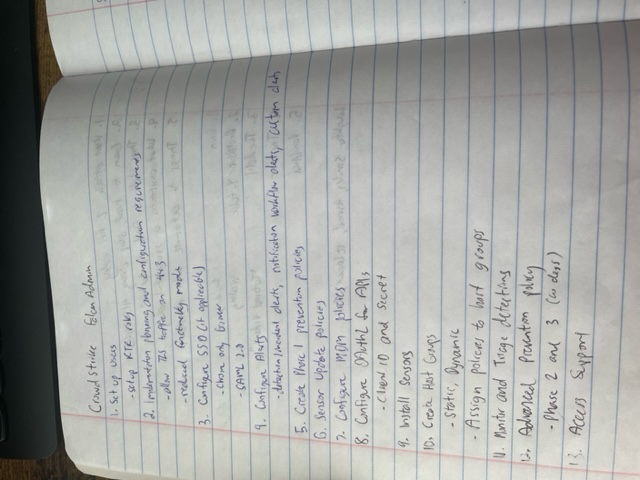 CrowdStrike Falcon Admin
1. Set up users
- setup RTR roles
2. Implementation planning and configuration requirements
- allow TLS traffic on 443
- reduced functionality mode
3. Configure SSO (if applicable)
- Chrome only
- SAML 2.0
4. Configure Alerts
- detection/incident alerts, notification workflow alerts, custom alerts
5. Create Phase 1 prevention policies
6. Sensor Update policies
7. Configure MDM policies
8. Configure OAuth2 for APIs
- Client ID and Secret
9. Install Sensors
10. Create Host Groups
- Static, Dynamic
- Assign policies to host groups
11. Monitor and Triage detections
12. Advanced Prevention policy
- Phase 2 and 3 (60 days)
13. Access Support